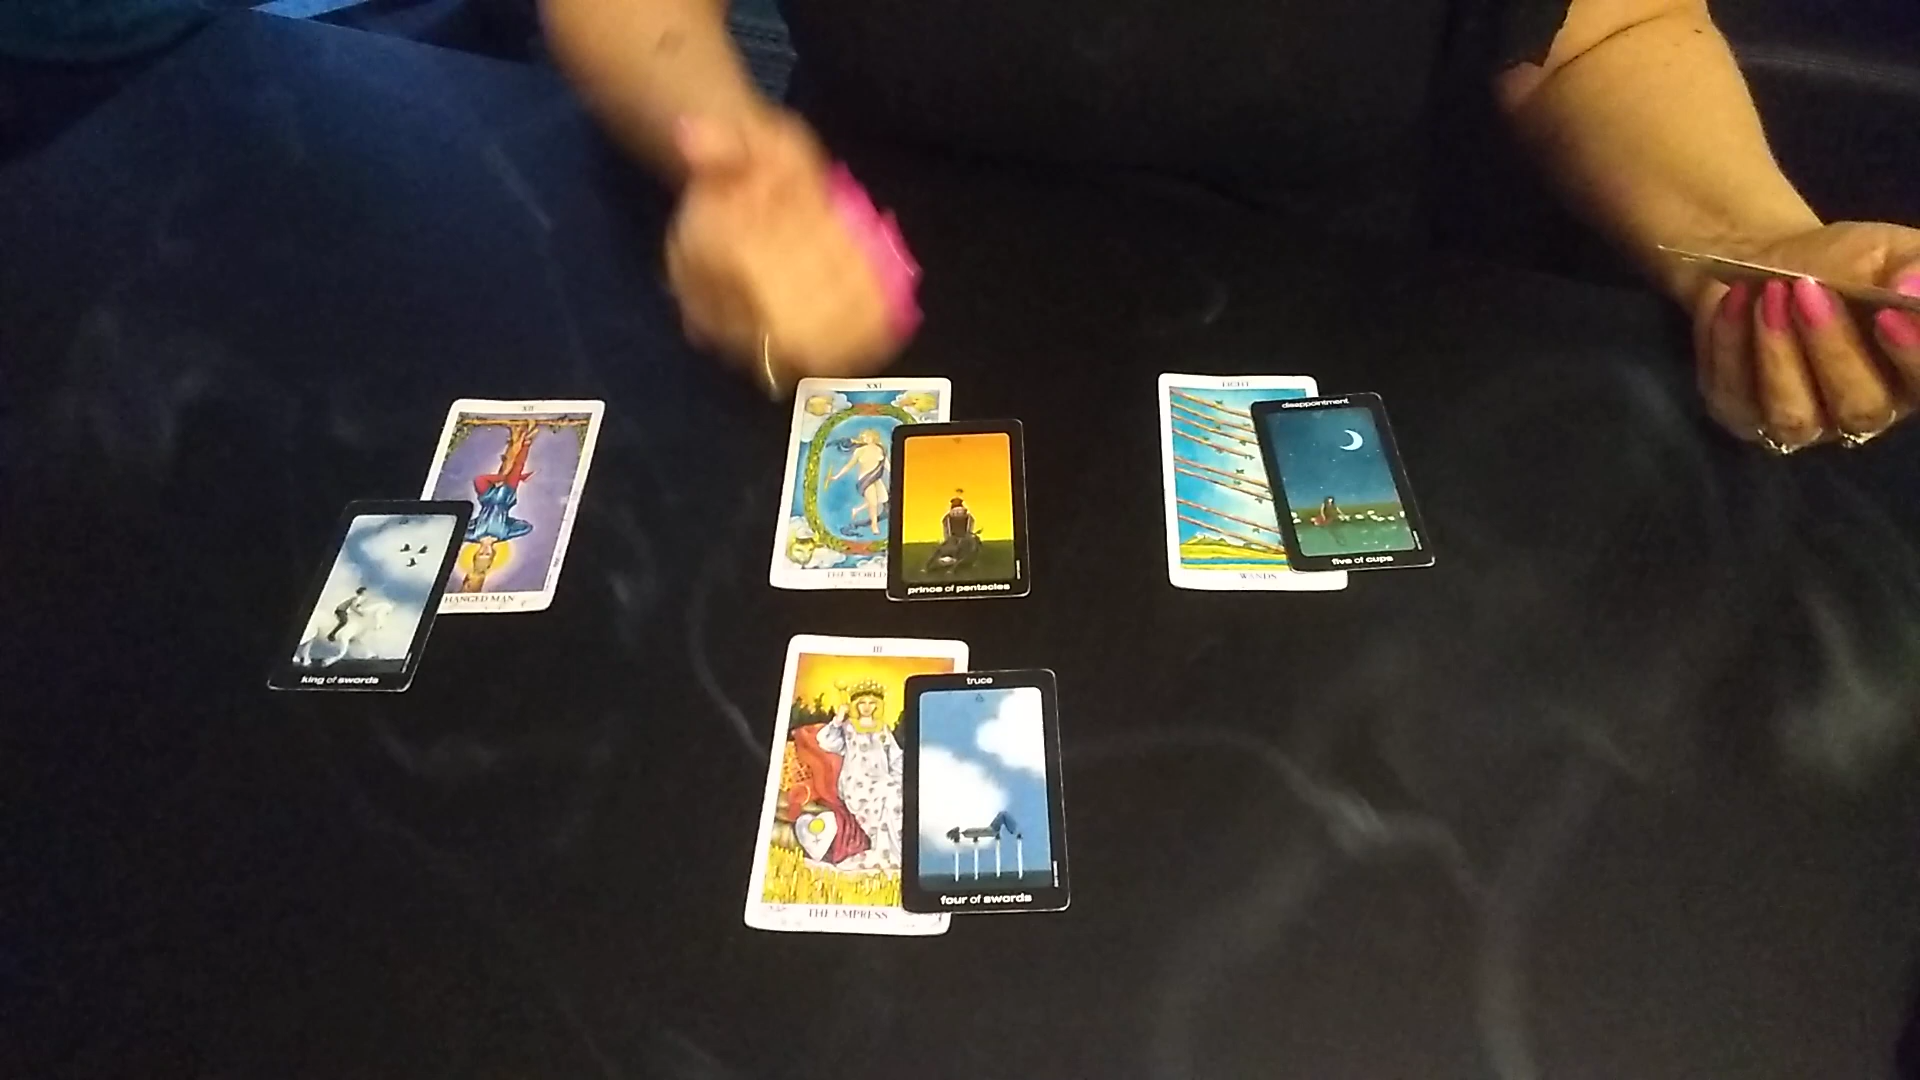 XII
HANGED MAN
king of swords
XXI
THE WORLD
prince of pentacles
EIGHT
WANDS
disappointment
five of cups
III
THE EMPRESS
truce
four of swords